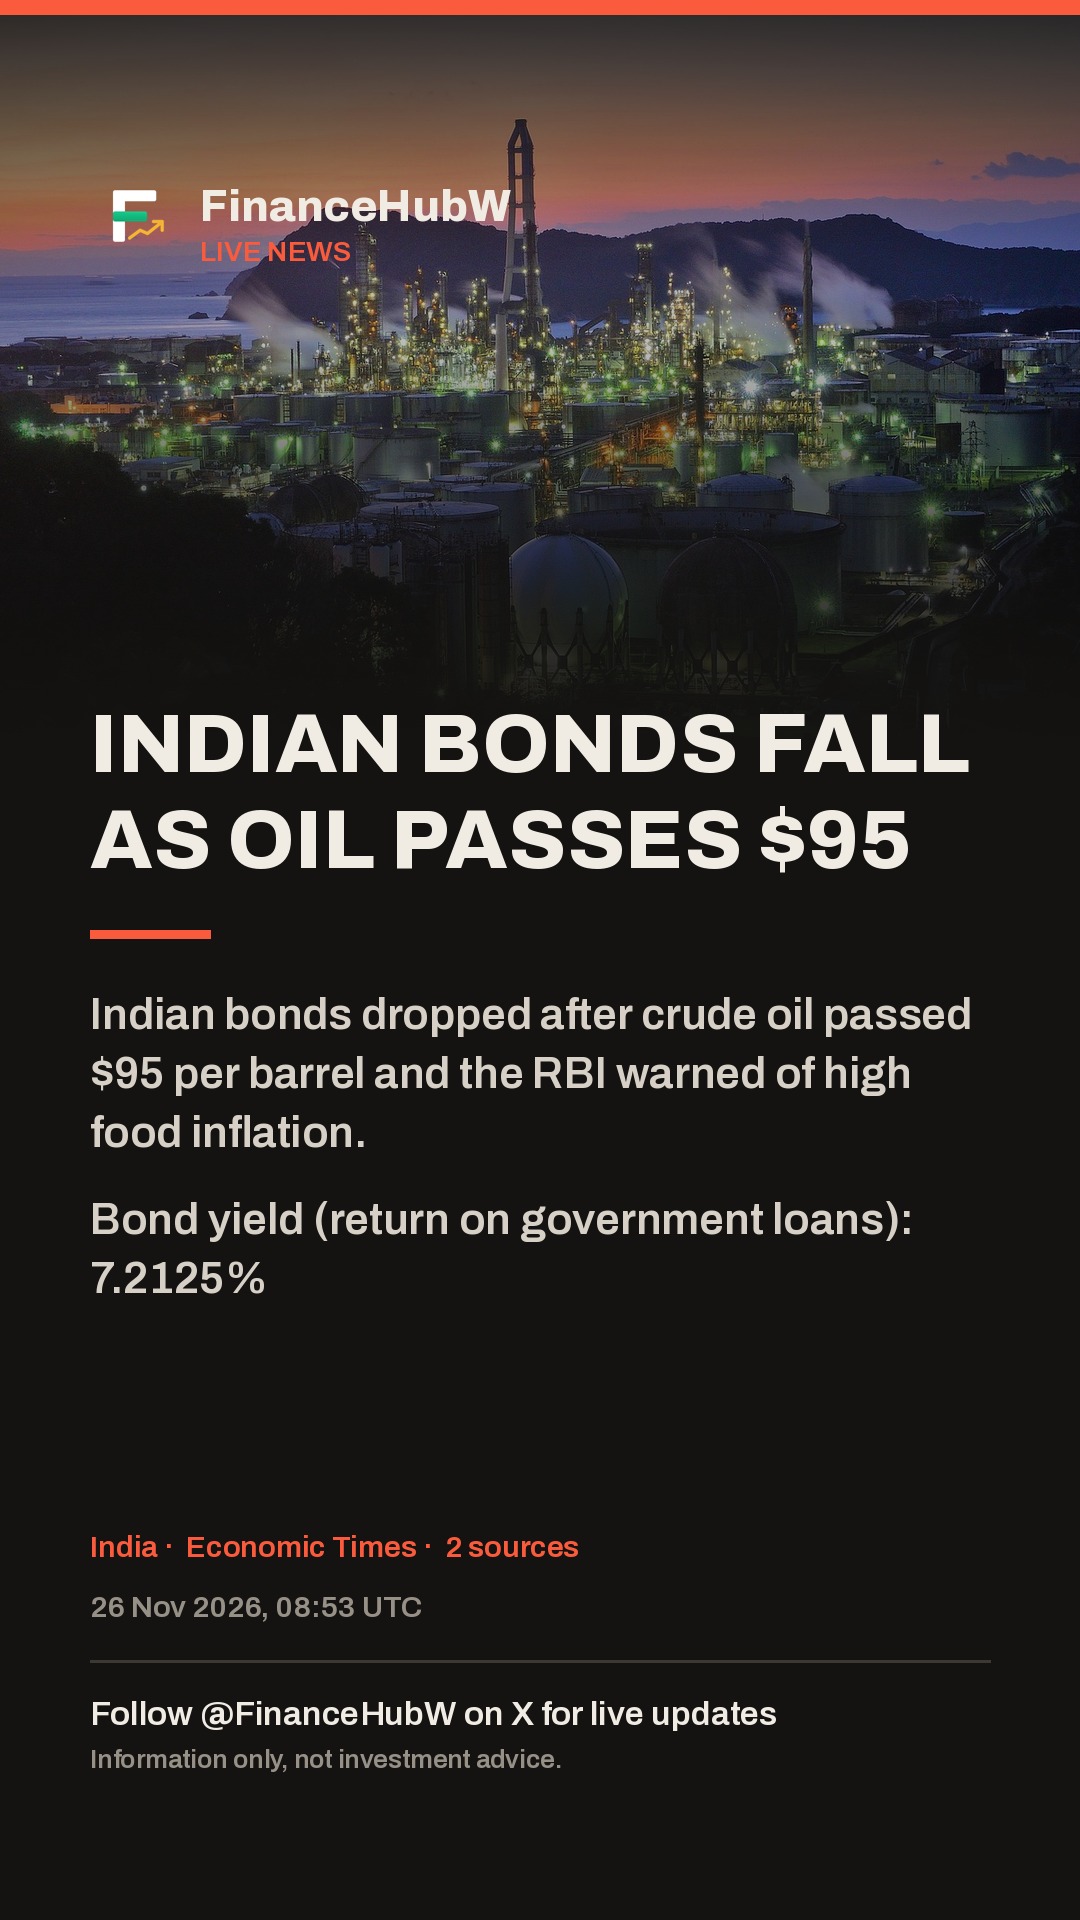 FinanceHubW
LIVE NEWS
INDIAN BONDS FALL
AS OIL PASSES $95
Indian bonds dropped after crude oil passed
$95 per barrel and the RBI warned of high
food inflation.
Bond yield (return on government loans):
7.2125%
India · Economic Times · 2 sources
26 Nov 2026, 08:53 UTC
Follow @FinanceHubW on X for live updates
Information only, not investment advice.